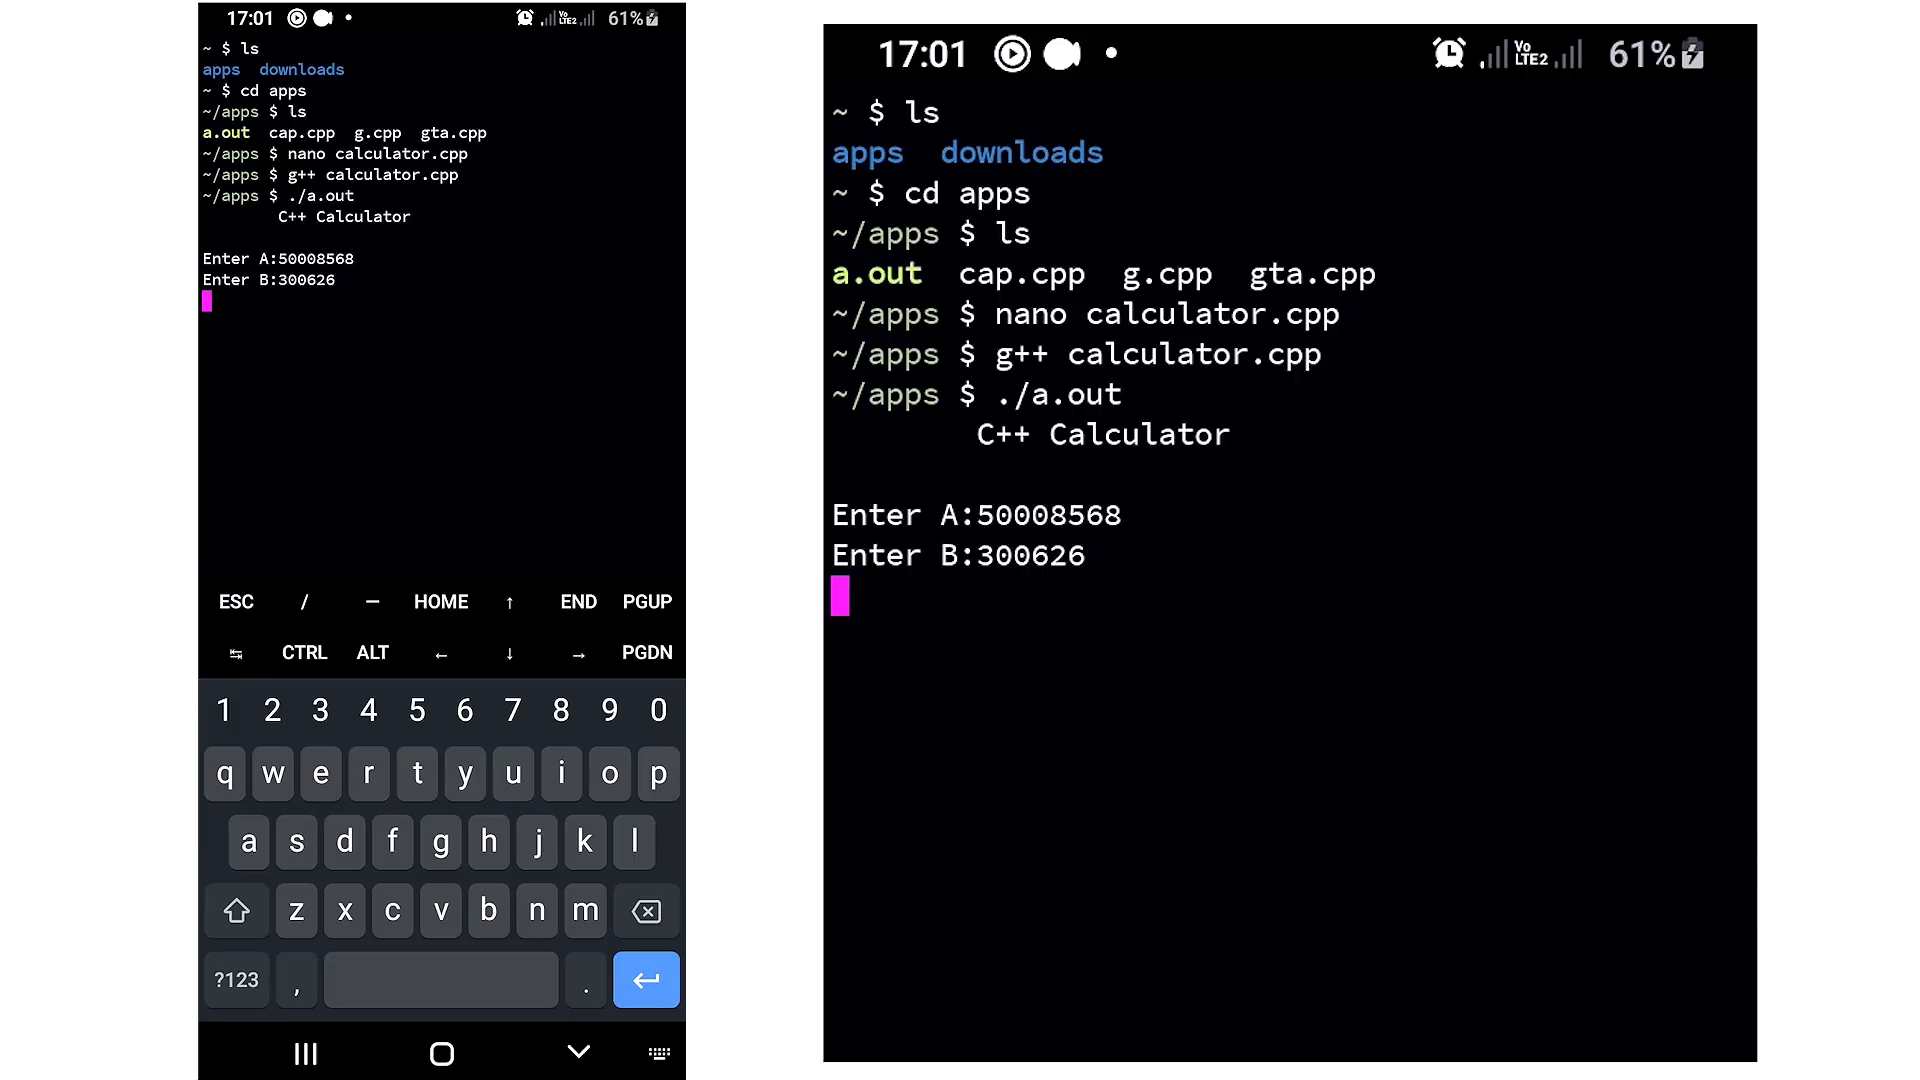 17:01 Vo LTE2 61%
~ $ ls
apps downloads
~ $ cd apps
~/apps $ ls
a.out cap.cpp g.cpp gta.cpp
~/apps $ nano calculator.cpp
~/apps $ g++ calculator.cpp
~/apps $ ./a.out
C++ Calculator
Enter A:50008568
Enter B:300626
ESC / — HOME ↑ END PGUP
↹ CTRL ALT ← ↓ → PGDN
1 2 3 4 5 6 7 8 9 0
q w e r t y u i o p
a s d f g h j k l
z x c v b n m
?123 , .
17:01 Vo LTE2 61%
~ $ ls
apps downloads
~ $ cd apps
~/apps $ ls
a.out cap.cpp g.cpp gta.cpp
~/apps $ nano calculator.cpp
~/apps $ g++ calculator.cpp
~/apps $ ./a.out
C++ Calculator
Enter A:50008568
Enter B:300626